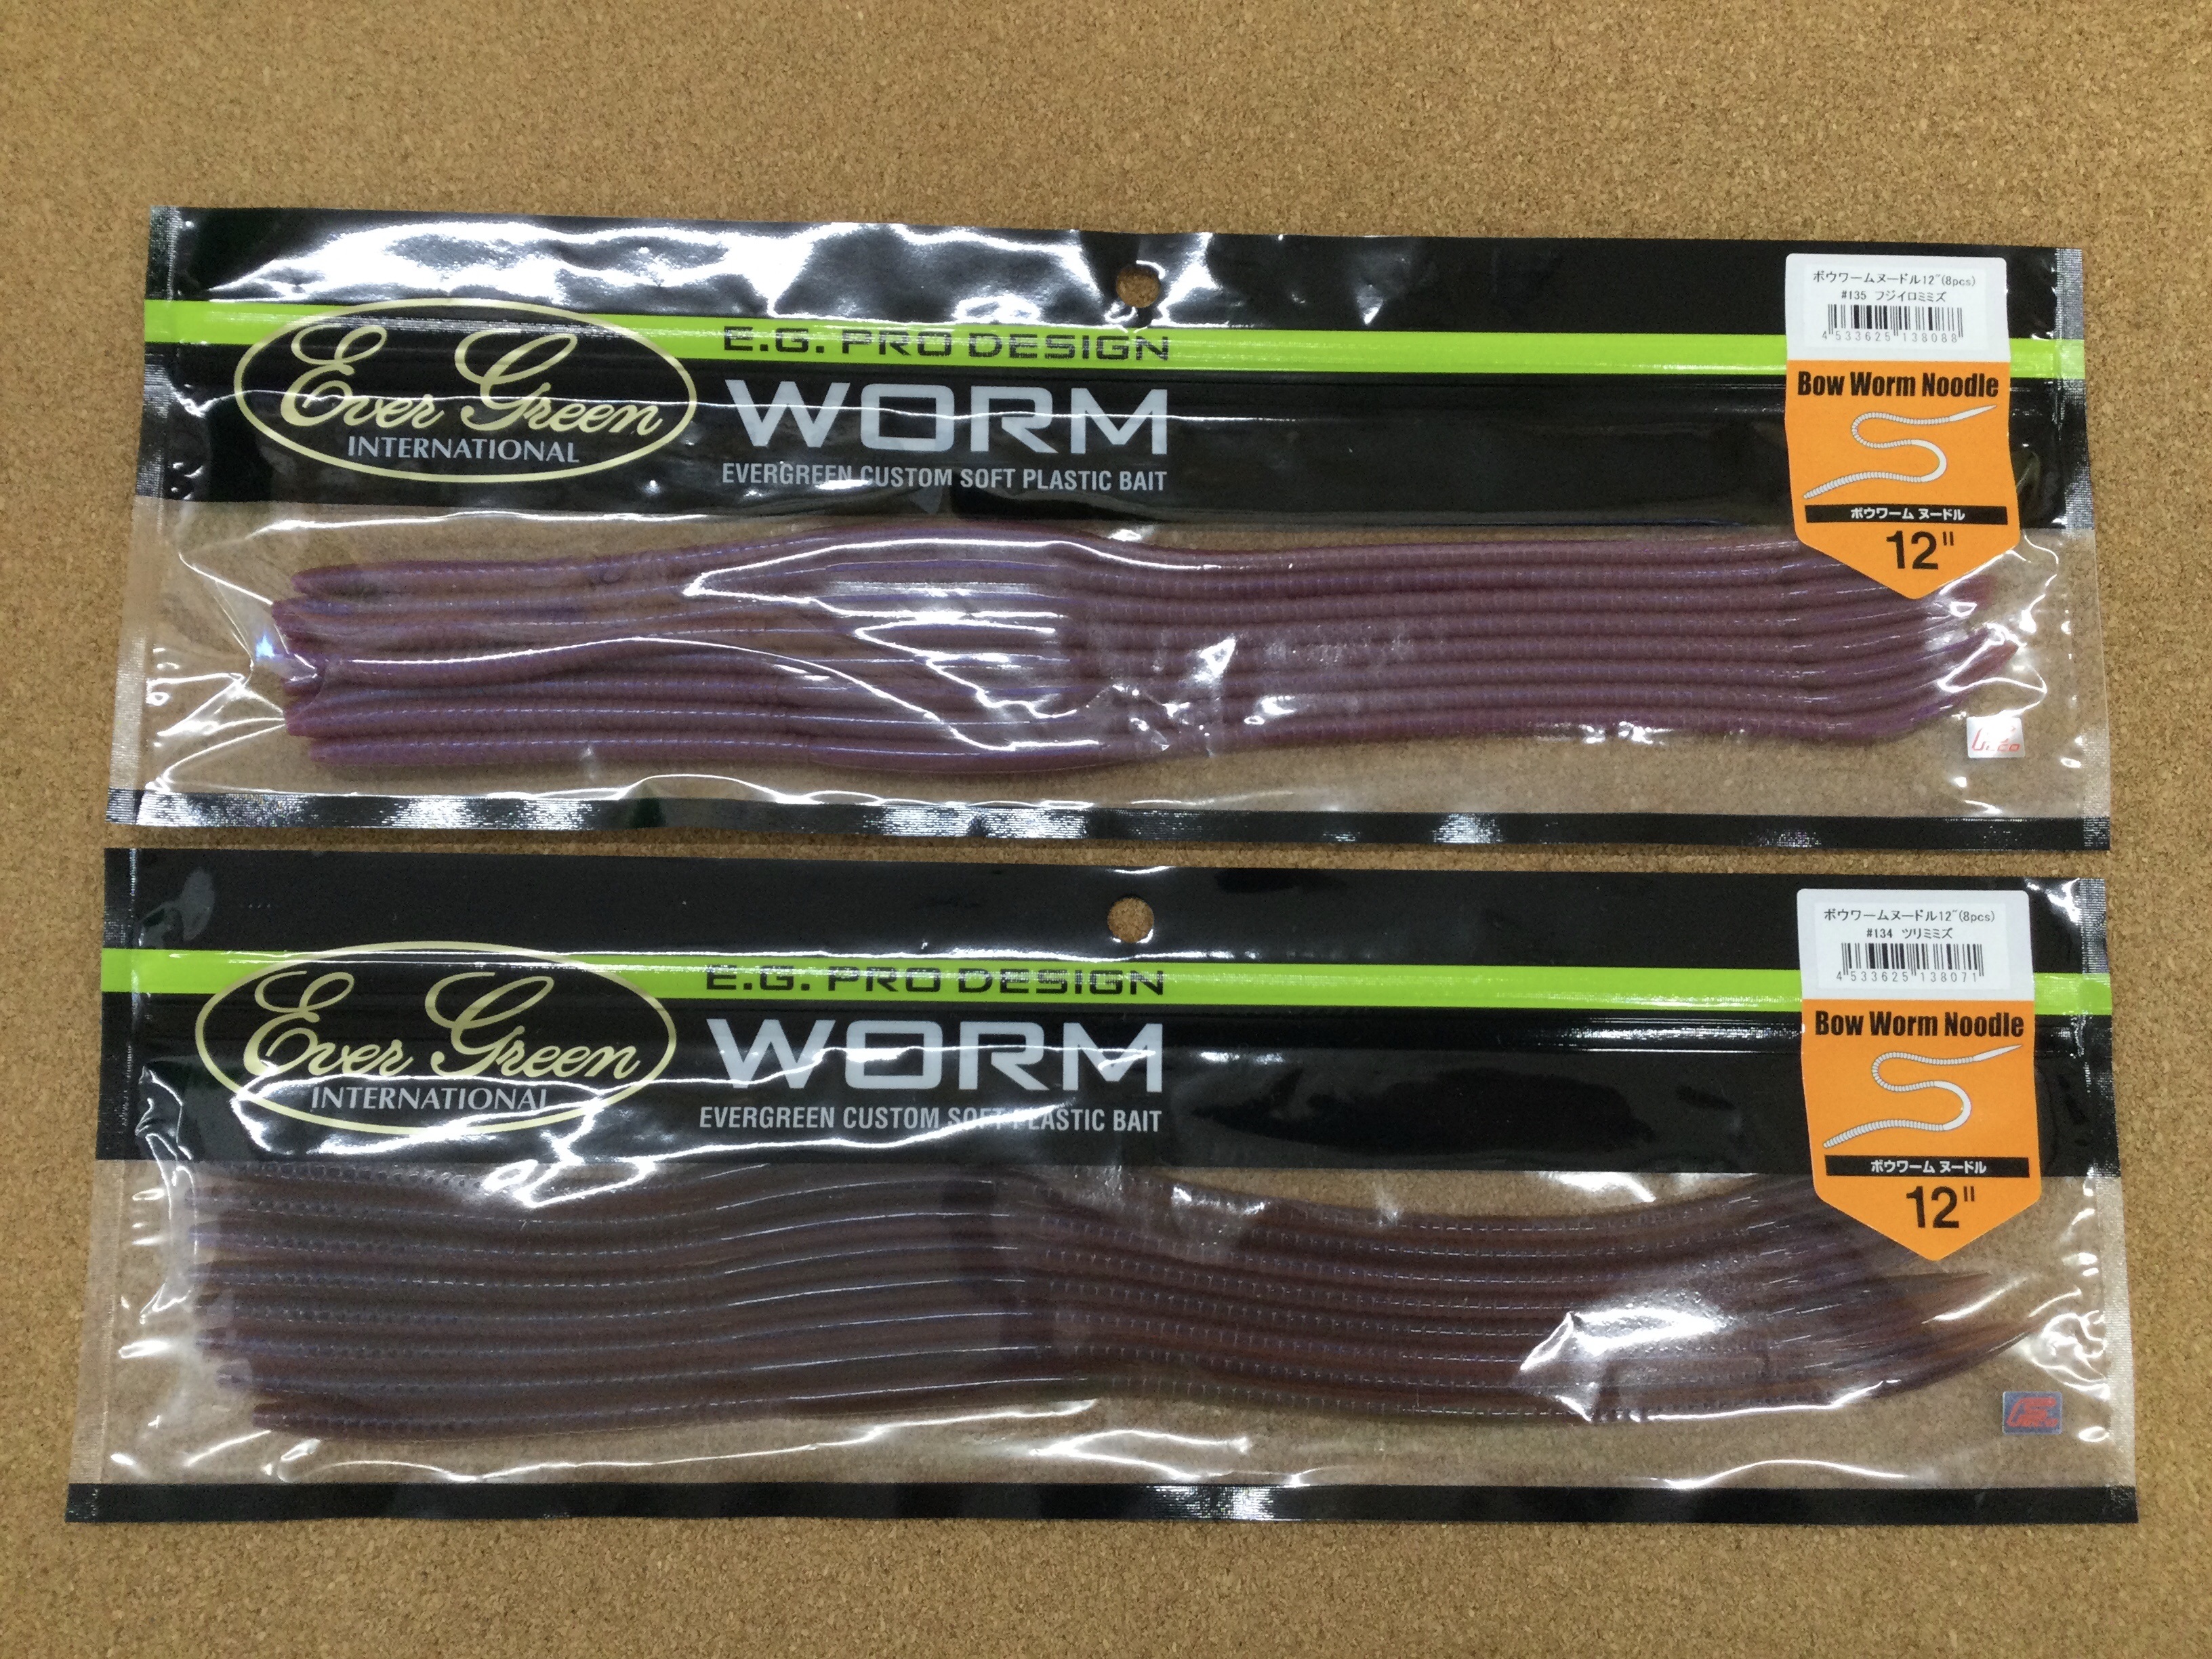 Ever Green
INTERNATIONAL
E.G. PRO DESIGN
WORM
EVERGREEN CUSTOM SOFT PLASTIC BAIT
ボウワームヌードル12"(8pcs)
#135 フジイロミミズ
4533625138088
Bow Worm Noodle
ボウワーム ヌードル
12"
Ever Green
INTERNATIONAL
E.G. PRO DESIGN
WORM
EVERGREEN CUSTOM SOFT PLASTIC BAIT
ボウワームヌードル12"(8pcs)
#134 ツリミミズ
4533625138071
Bow Worm Noodle
ボウワーム ヌードル
12"